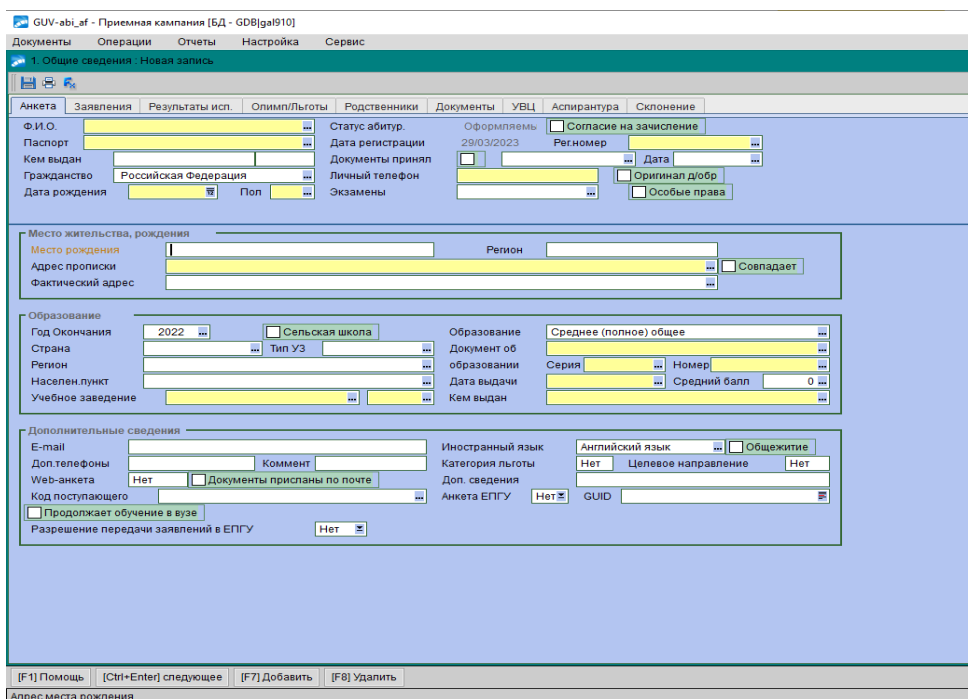 GUV-abi_af - Приемная кампания [БД - GDB|gal910]
Документы Операции Отчеты Настройка Сервис
1. Общие сведения : Новая запись
Анкета Заявления Результаты исп. Олимп/Льготы Родственники Документы УВЦ Аспирантура Склонение
Ф.И.О. Статус абитур. Оформляемь Согласие на зачисление
Паспорт Дата регистрации 29/03/2023 Рег.номер
Кем выдан Документы принял Дата
Гражданство Российская Федерация Личный телефон Оригинал д/обр
Дата рождения Пол Экзамены Особые права
Место жительства, рождения
Место рождения Регион
Адрес прописки Совпадает
Фактический адрес
Образование
Год Окончания 2022 Сельская школа Образование Среднее (полное) общее
Страна Тип УЗ Документ об
Регион образовании Серия Номер
Населен.пункт Дата выдачи Средний балл 0
Учебное заведение Кем выдан
Дополнительные сведения
E-mail Иностранный язык Английский язык Общежитие
Доп.телефоны Коммент Категория льготы Нет Целевое направление Нет
Web-анкета Нет Документы присланы по почте Доп. сведения
Код поступающего Анкета ЕПГУ Нет GUID
Продолжает обучение в вузе
Разрешение передачи заявлений в ЕПГУ Нет
[F1] Помощь [Ctrl+Enter] следующее [F7] Добавить [F8] Удалить
Адрес места рождения